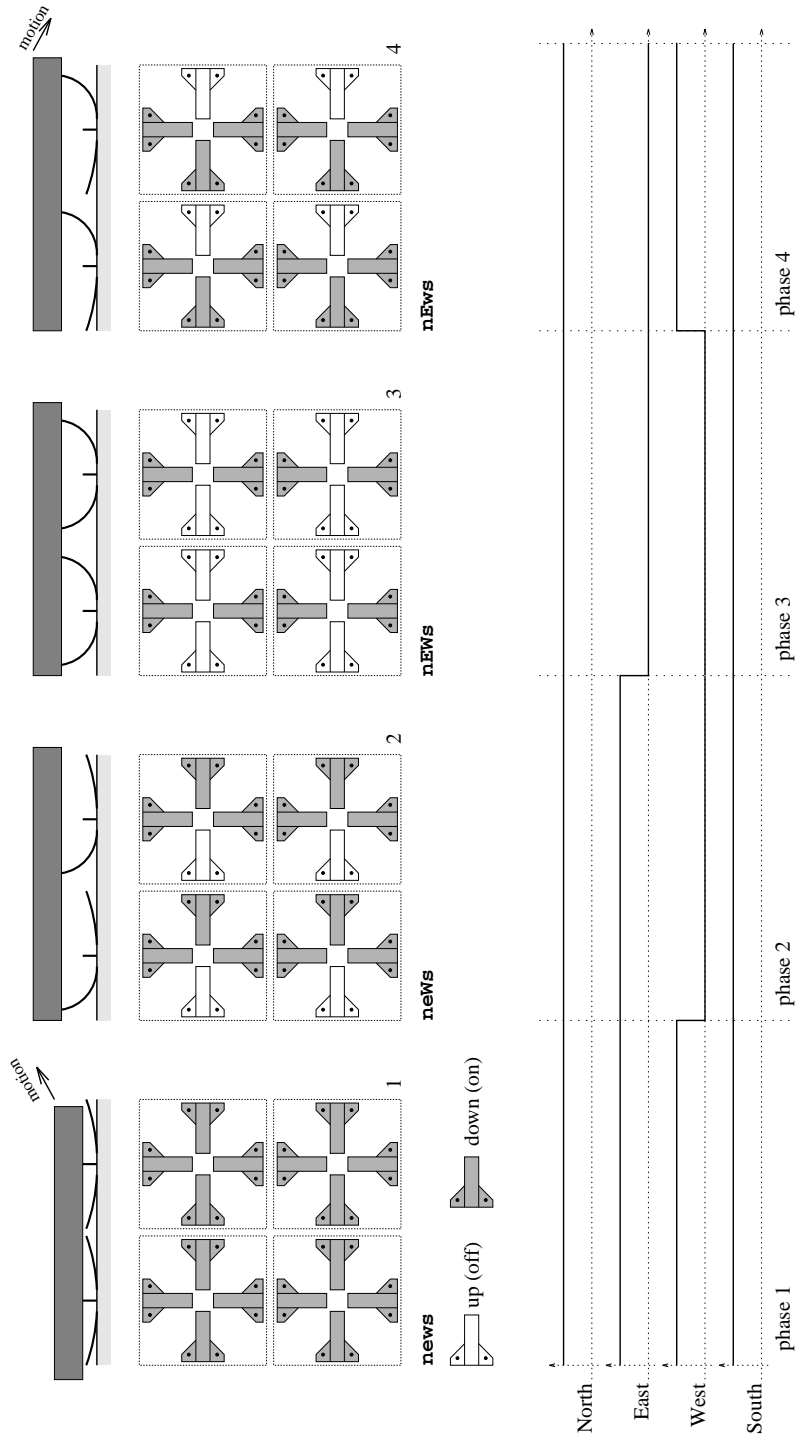 motion
motion
1
2
3
4
news
neWs
nEWs
nEws
up (off)
down (on)
North
East
West
South
phase 1
phase 2
phase 3
phase 4